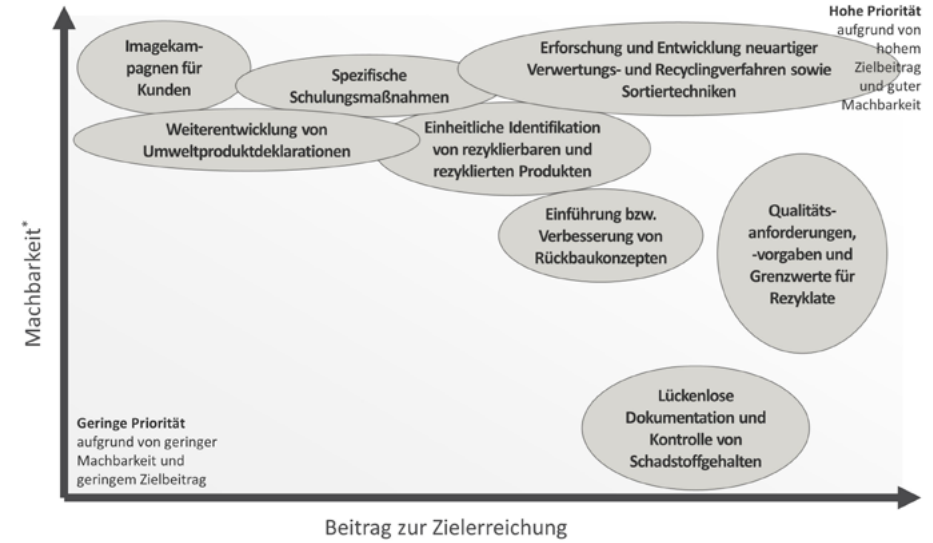 Hohe Priorität
aufgrund von
hohem
Zielbeitrag
und guter
Machbarkeit
Imagekam-
pagnen für
Kunden
Spezifische
Schulungsmaßnahmen
Erforschung und Entwicklung neuartiger
Verwertungs- und Recyclingverfahren sowie
Sortiertechniken
Weiterentwicklung von
Umweltproduktdeklarationen
Einheitliche Identifikation
von rezyklierbaren und
rezyklierten Produkten
Einführung bzw.
Verbesserung von
Rückbaukonzepten
Qualitäts-
anforderungen,
-vorgaben und
Grenzwerte für
Rezyklate
Lückenlose
Dokumentation und
Kontrolle von
Schadstoffgehalten
Geringe Priorität
aufgrund von geringer
Machbarkeit und
geringem Zielbeitrag
Machbarkeit*
Beitrag zur Zielerreichung